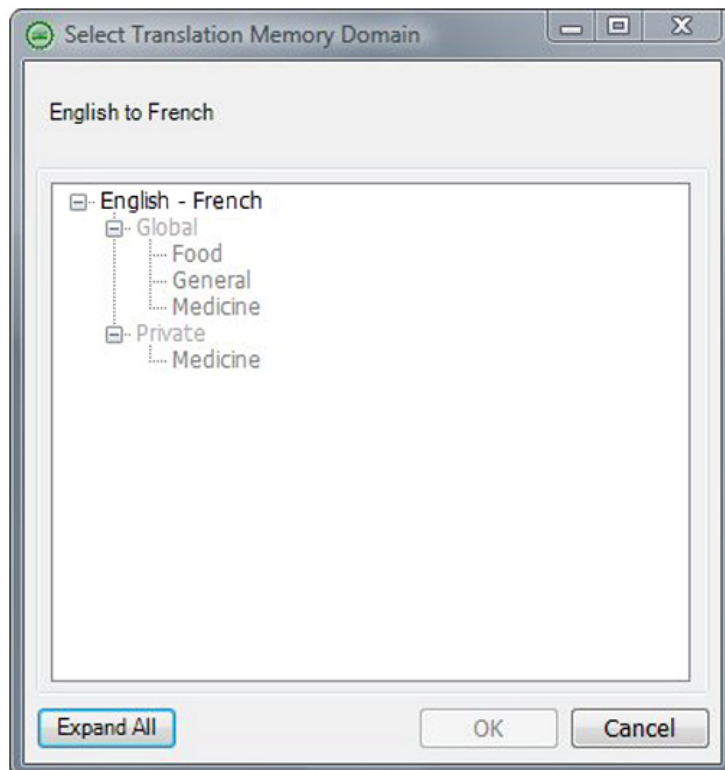 Select Translation Memory Domain
English to French
English - French
Global
Food
General
Medicine
Private
Medicine
Expand All OK Cancel